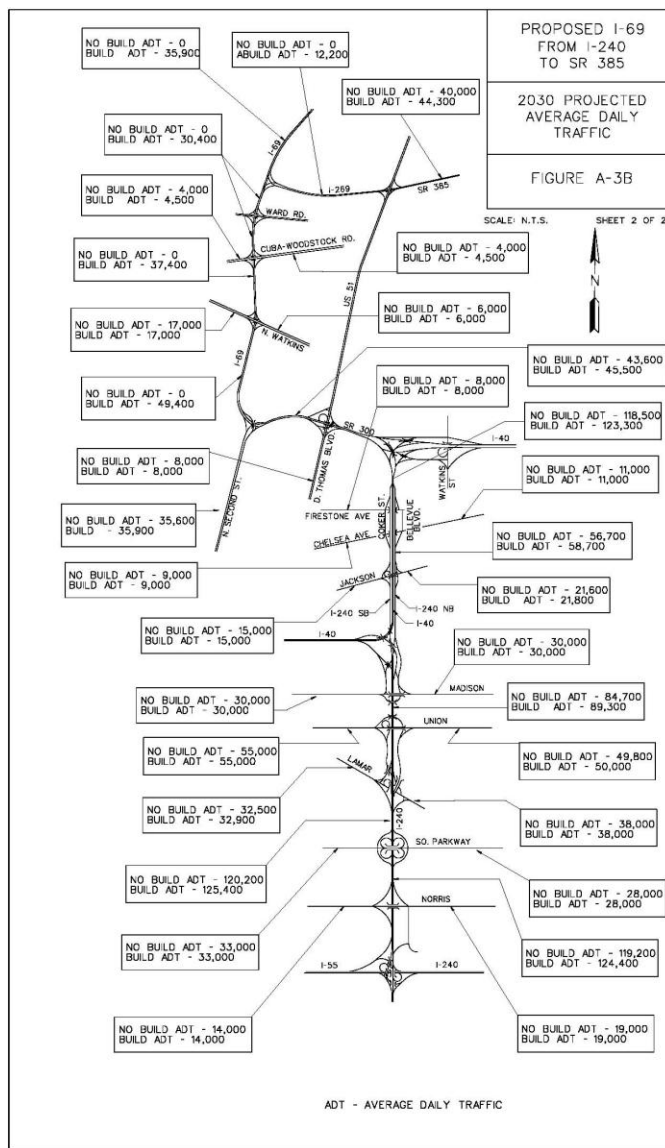 PROPOSED I-69
FROM I-240
TO SR 385
2030 PROJECTED
AVERAGE DAILY
TRAFFIC
FIGURE A-3B
SCALE: N.T.S.
SHEET 2 OF 2
N
NO BUILD ADT - 0
BUILD ADT - 35,900
NO BUILD ADT - 0
ABUILD ADT - 12,200
NO BUILD ADT - 40,000
BUILD ADT - 44,300
NO BUILD ADT - 0
BUILD ADT - 30,400
I-69
I-269
SR 385
NO BUILD ADT - 4,000
BUILD ADT - 4,500
WARD RD.
CUBA-WOODSTOCK RD.
NO BUILD ADT - 4,000
BUILD ADT - 4,500
NO BUILD ADT - 0
BUILD ADT - 37,400
US 51
NO BUILD ADT - 6,000
BUILD ADT - 6,000
NO BUILD ADT - 17,000
BUILD ADT - 17,000
N. WATKINS
I-69
NO BUILD ADT - 43,600
BUILD ADT - 45,500
NO BUILD ADT - 8,000
BUILD ADT - 8,000
NO BUILD ADT - 0
BUILD ADT - 49,400
NO BUILD ADT - 118,500
BUILD ADT - 123,300
SR 300
I-40
NO BUILD ADT - 8,000
BUILD ADT - 8,000
D. THOMAS BLVD.
WATKINS
ST
NO BUILD ADT - 11,000
BUILD ADT - 11,000
N. SECOND ST.
FIRESTONE AVE
COKER ST.
BELLEVUE
BLVD.
NO BUILD ADT - 35,600
BUILD - 35,900
CHELSEA AVE
NO BUILD ADT - 56,700
BUILD ADT - 58,700
NO BUILD ADT - 9,000
BUILD ADT - 9,000
JACKSON
NO BUILD ADT - 21,600
BUILD ADT - 21,800
I-240 SB
I-240 NB
I-40
NO BUILD ADT - 15,000
BUILD ADT - 15,000
I-40
NO BUILD ADT - 30,000
BUILD ADT - 30,000
MADISON
NO BUILD ADT - 30,000
BUILD ADT - 30,000
NO BUILD ADT - 84,700
BUILD ADT - 89,300
UNION
NO BUILD ADT - 55,000
BUILD ADT - 55,000
NO BUILD ADT - 49,800
BUILD ADT - 50,000
LAMAR
NO BUILD ADT - 32,500
BUILD ADT - 32,900
NO BUILD ADT - 38,000
BUILD ADT - 38,000
I-240
SO. PARKWAY
NO BUILD ADT - 120,200
BUILD ADT - 125,400
NO BUILD ADT - 28,000
BUILD ADT - 28,000
NORRIS
NO BUILD ADT - 33,000
BUILD ADT - 33,000
NO BUILD ADT - 119,200
BUILD ADT - 124,400
I-55
I-240
NO BUILD ADT - 14,000
BUILD ADT - 14,000
NO BUILD ADT - 19,000
BUILD ADT - 19,000
ADT - AVERAGE DAILY TRAFFIC